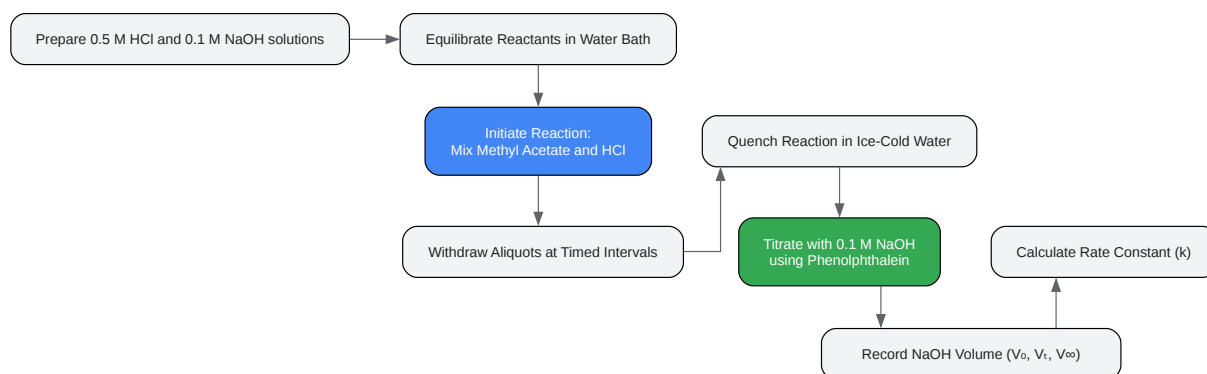 Prepare 0.5 M HCl and 0.1 M NaOH solutions
Equilibrate Reactants in Water Bath
Initiate Reaction:
Mix Methyl Acetate and HCl
Withdraw Aliquots at Timed Intervals
Quench Reaction in Ice-Cold Water
Titrate with 0.1 M NaOH
using Phenolphthalein
Record NaOH Volume (V₀, Vₜ, V∞)
Calculate Rate Constant (k)